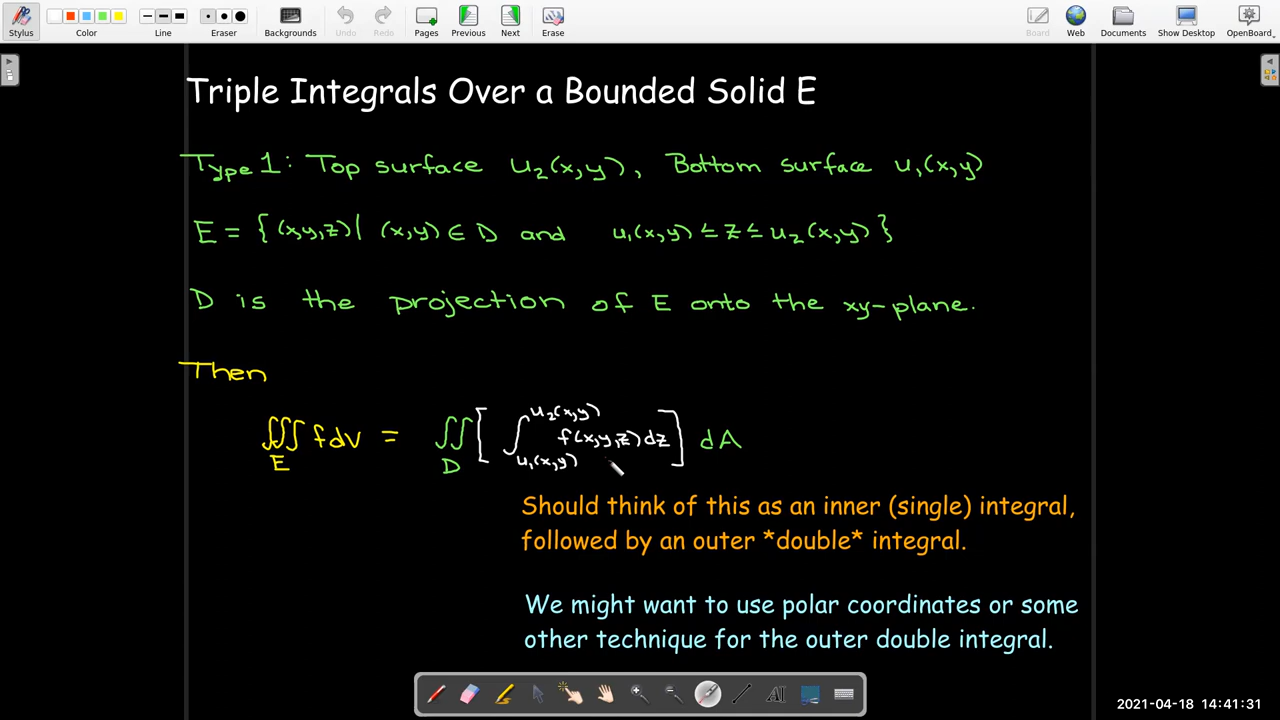 Stylus
Color
Line
Eraser
Backgrounds
Undo
Redo
Pages
Previous
Next
Erase
Board
Web
Documents
Show Desktop
OpenBoard
Triple Integrals Over a Bounded Solid E
Type 1: Top surface u₂(x,y), Bottom surface u₁(x,y)
E = {(x,y,z)| (x,y) ∈ D and u₁(x,y) ≤ z ≤ u₂(x,y)}
D is the projection of E onto the xy-plane.
Then
∭_E f dV = ∬_D [ ∫_{u₁(x,y)}^{u₂(x,y)} f(x,y,z) dz ] dA
Should think of this as an inner (single) integral,
followed by an outer *double* integral.
We might want to use polar coordinates or some
other technique for the outer double integral.
AI
2021-04-18 14:41:31